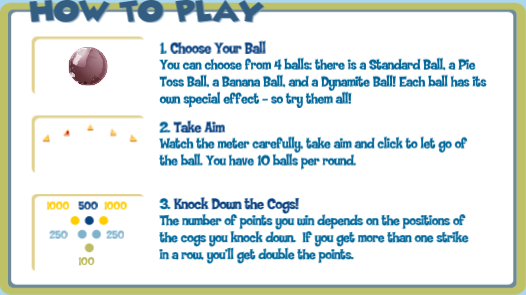 HOW TO PLAY
1. Choose Your Ball
You can choose from 4 balls: there is a Standard Ball, a Pie
Toss Ball, a Banana Ball, and a Dynamite Ball! Each ball has its
own special effect - so try them all!
2. Take Aim
Watch the meter carefully, take aim and click to let go of
the ball. You have 10 balls per round.
1000 500 1000
250 250
100
3. Knock Down the Cogs!
The number of points you win depends on the positions of
the cogs you knock down. If you get more than one strike
in a row, you'll get double the points.